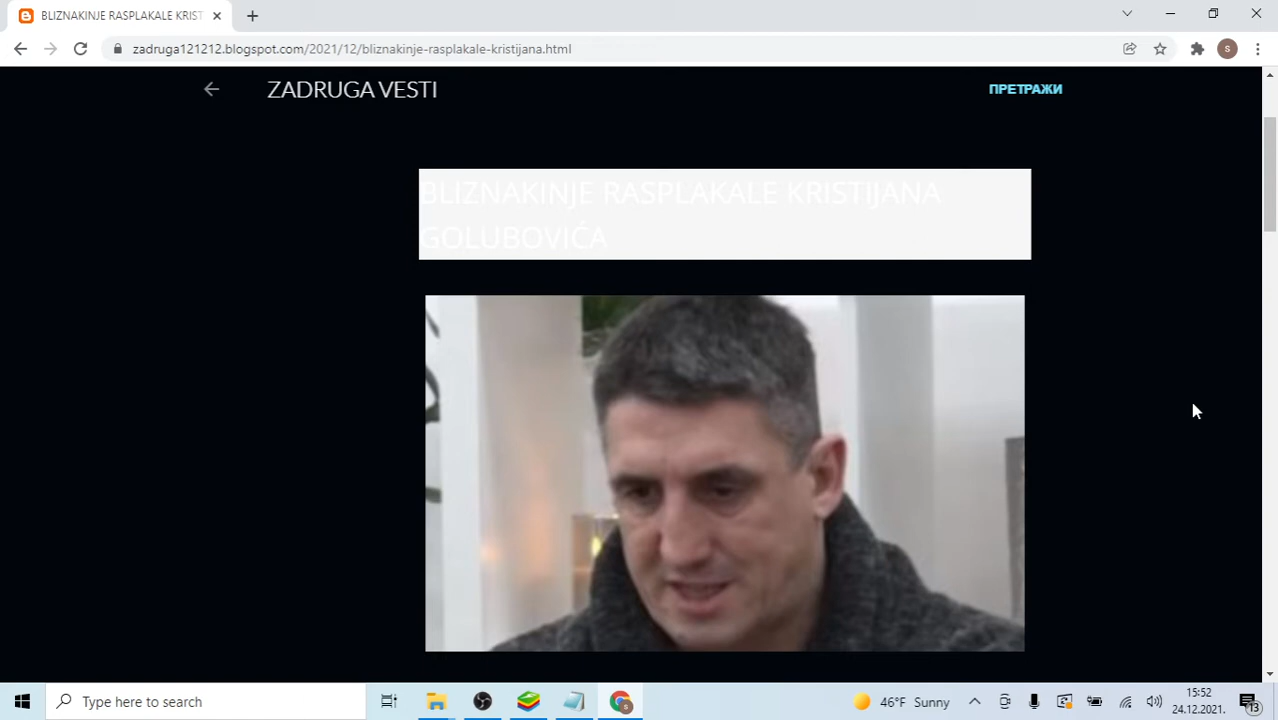 BLIZNAKINJE RASPLAKALE KRIST
zadruga121212.blogspot.com/2021/12/bliznakinje-rasplakale-kristijana.html
S
ZADRUGA VESTI
ПРЕТРАЖИ
BLIZNAKINJE RASPLAKALE KRISTIJANA
GOLUBOVIĆA
Type here to search
S
46°F Sunny
15:52
24.12.2021.
13